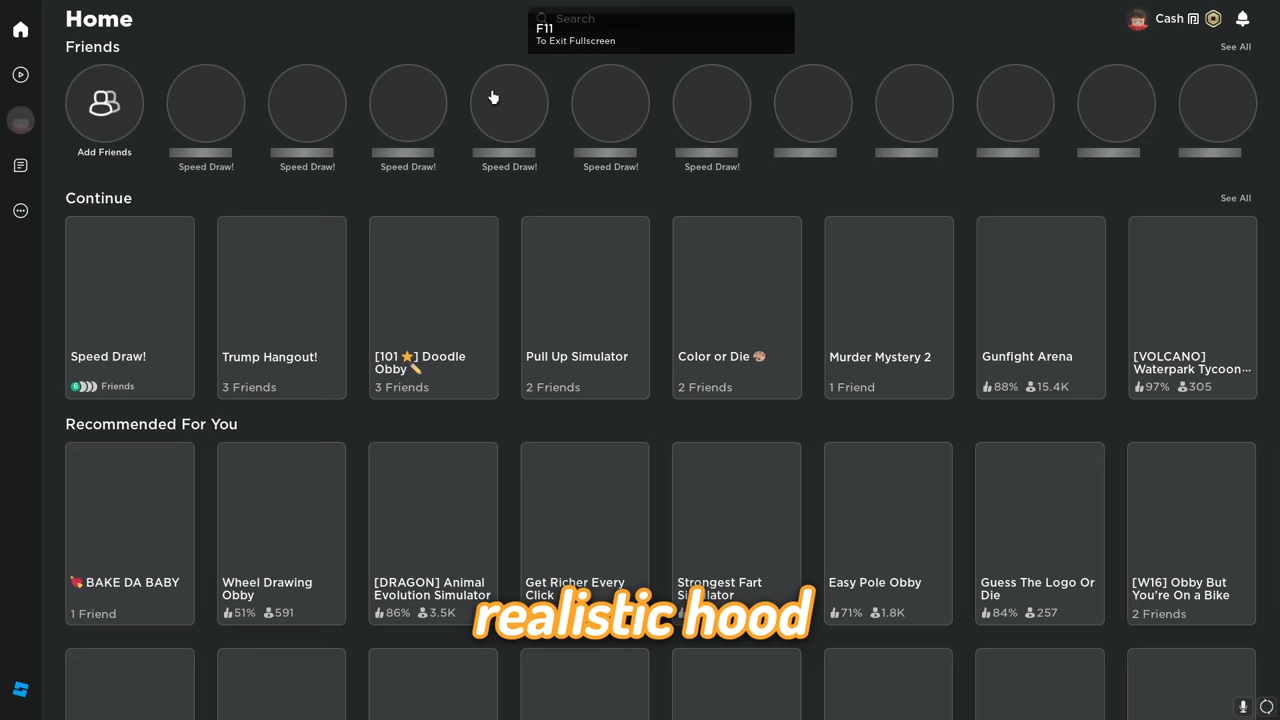 Home
Search
F11
To Exit Fullscreen
Cash
Friends
See All
Add Friends
Speed Draw!
Speed Draw!
Speed Draw!
Speed Draw!
Speed Draw!
Speed Draw!
Continue
See All
Speed Draw!
6 Friends
Trump Hangout!
3 Friends
[101 ⭐] Doodle
Obby ✏️
3 Friends
Pull Up Simulator
2 Friends
Color or Die 🎨
2 Friends
Murder Mystery 2
1 Friend
Gunfight Arena
88% 15.4K
[VOLCANO]
Waterpark Tycoon...
97% 305
Recommended For You
💘 BAKE DA BABY
1 Friend
Wheel Drawing
Obby
51% 591
[DRAGON] Animal
Evolution Simulator
86% 3.5K
Get Richer Every
Click
Strongest Fart
Simulator
Easy Pole Obby
71% 1.8K
Guess The Logo Or
Die
84% 257
[W16] Obby But
You're On a Bike
2 Friends
realistic hood